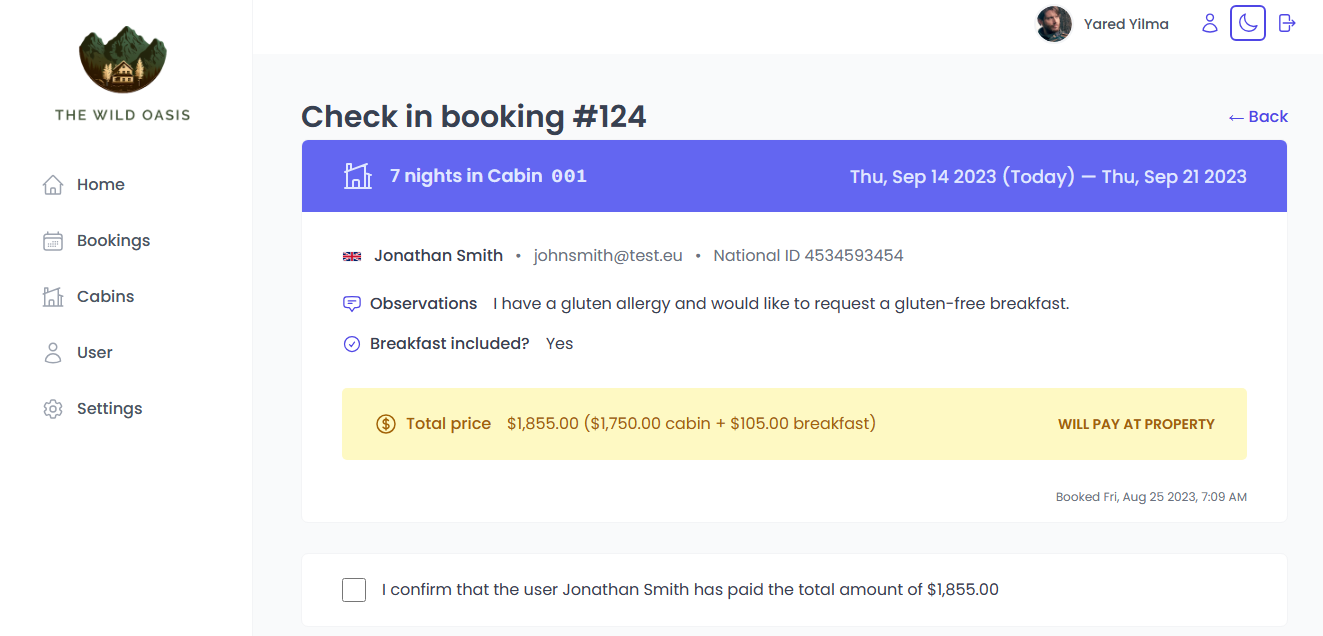 Yared Yilma
THE WILD OASIS
Home
Bookings
Cabins
User
Settings
Check in booking #124
← Back
7 nights in Cabin 001
Thu, Sep 14 2023 (Today) — Thu, Sep 21 2023
Jonathan Smith • johnsmith@test.eu • National ID 4534593454
Observations I have a gluten allergy and would like to request a gluten-free breakfast.
Breakfast included? Yes
Total price $1,855.00 ($1,750.00 cabin + $105.00 breakfast)
WILL PAY AT PROPERTY
Booked Fri, Aug 25 2023, 7:09 AM
I confirm that the user Jonathan Smith has paid the total amount of $1,855.00